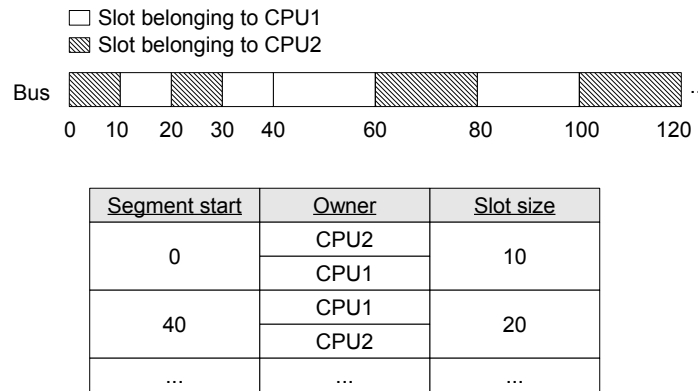 Slot belonging to CPU1
Slot belonging to CPU2
Bus
0 10 20 30 40 60 80 100 120
...
Segment start Owner Slot size
0 CPU2 10
CPU1
40 CPU1 20
CPU2
... ... ...